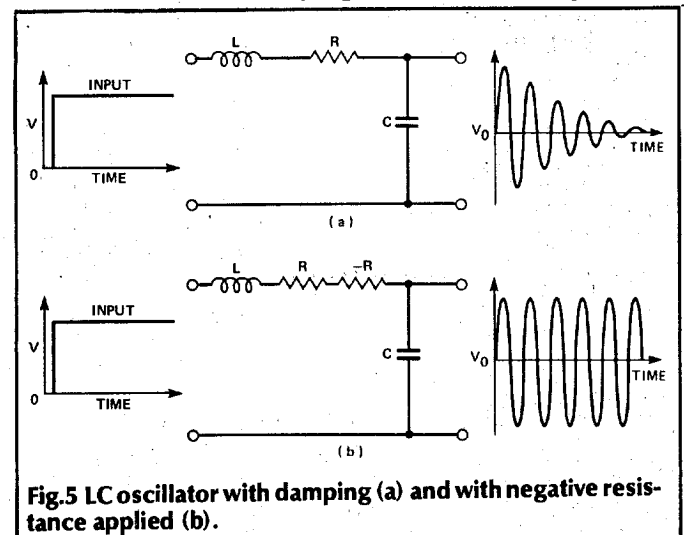 L
R
INPUT
V
C
V0
TIME
0
TIME
(a)
L
R
-R
INPUT
V
C
V0
TIME
0
TIME
(b)
Fig.5 LC oscillator with damping (a) and with negative resis-
tance applied (b).